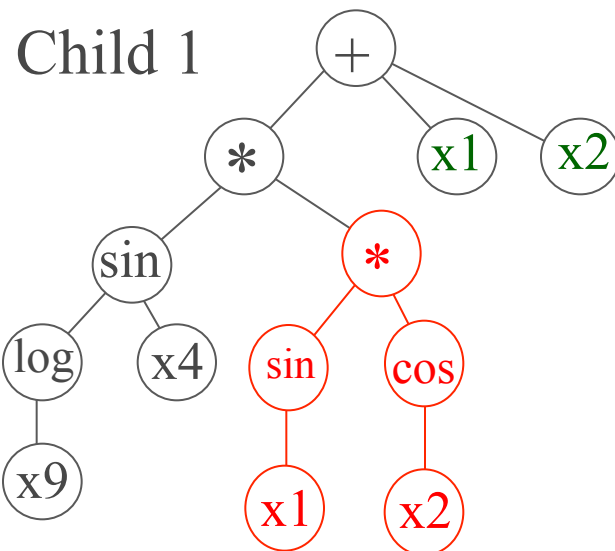 Child 1
+
* x1 x2
sin *
log x4 sin cos
x9 x1 x2